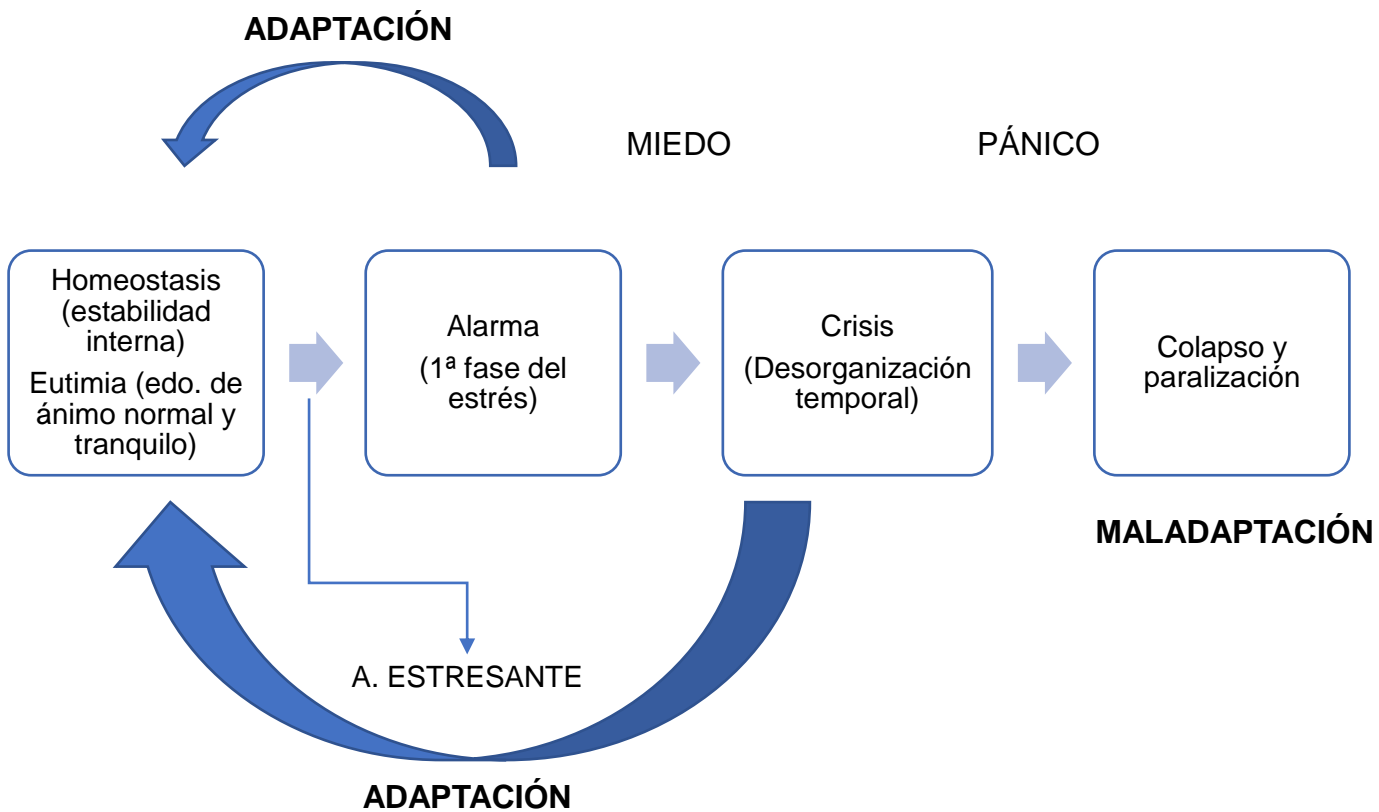 ADAPTACIÓN
MIEDO
PÁNICO
Homeostasis
(estabilidad
interna)
Eutimia (edo. de
ánimo normal y
tranquilo)
Alarma
(1ª fase del
estrés)
Crisis
(Desorganización
temporal)
Colapso y
paralización
MALADAPTACIÓN
A. ESTRESANTE
ADAPTACIÓN